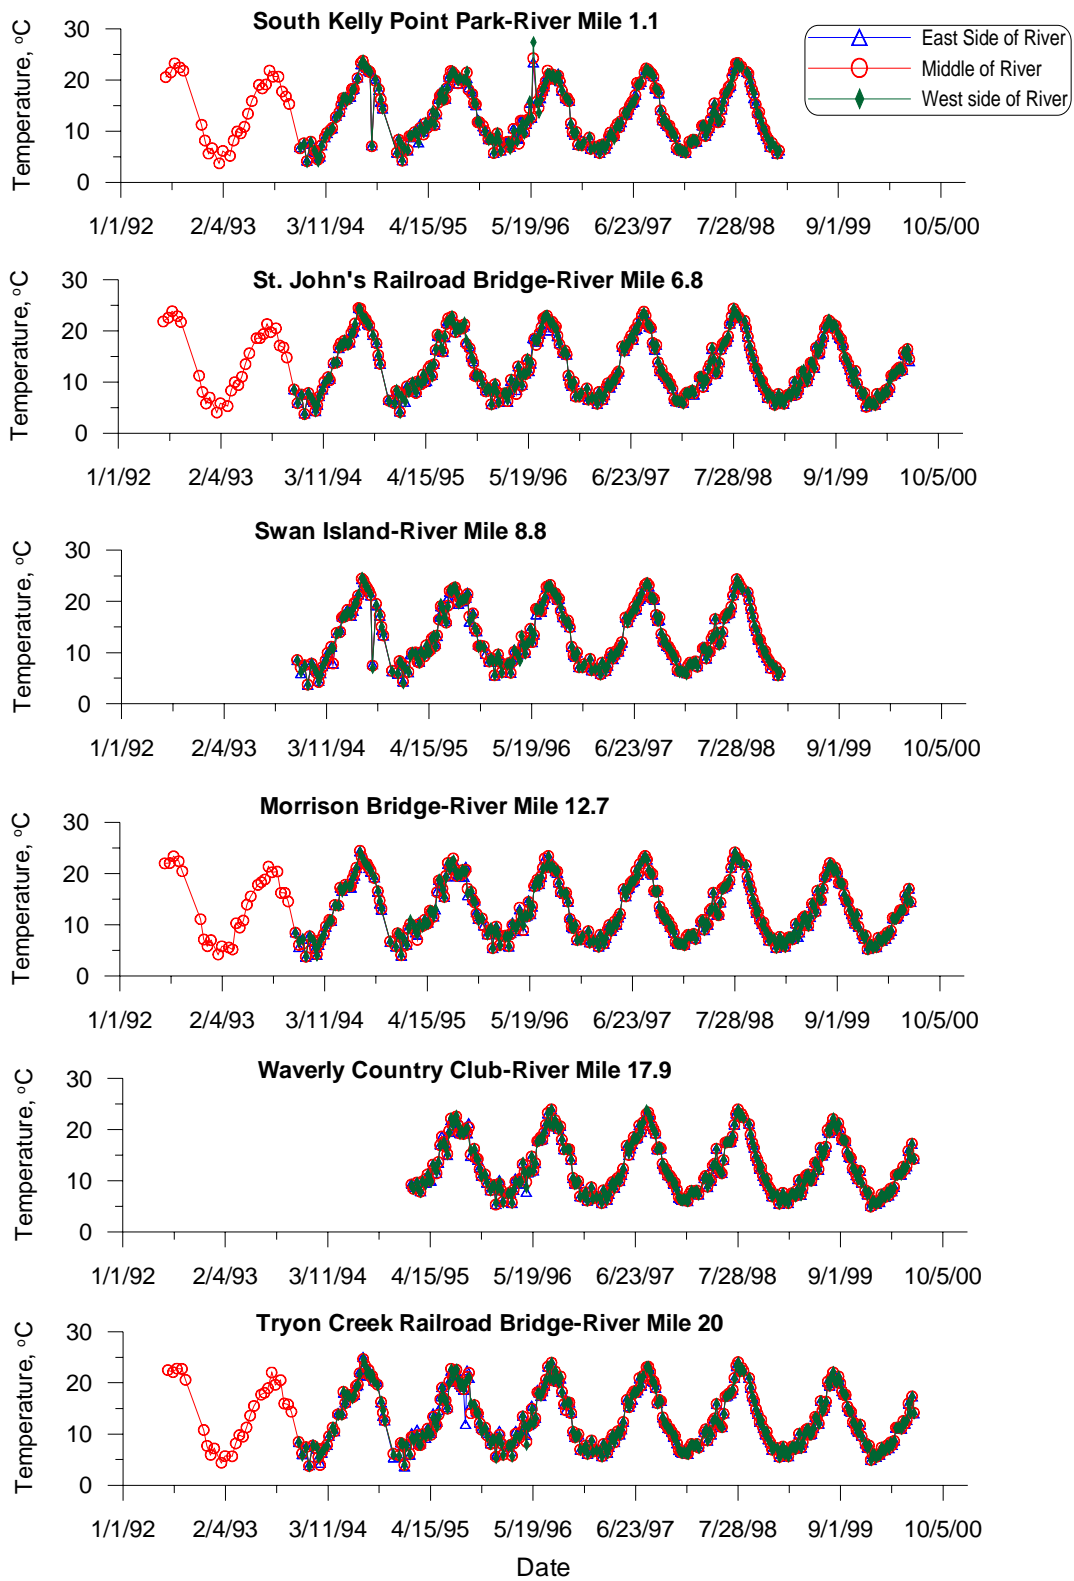 South Kelly Point Park-River Mile 1.1
East Side of River
Middle of River
West side of River
Temperature, °C
30
20
10
0
1/1/92 2/4/93 3/11/94 4/15/95 5/19/96 6/23/97 7/28/98 9/1/99 10/5/00
St. John's Railroad Bridge-River Mile 6.8
Temperature, °C
30
20
10
0
1/1/92 2/4/93 3/11/94 4/15/95 5/19/96 6/23/97 7/28/98 9/1/99 10/5/00
Swan Island-River Mile 8.8
Temperature, °C
30
20
10
0
1/1/92 2/4/93 3/11/94 4/15/95 5/19/96 6/23/97 7/28/98 9/1/99 10/5/00
Morrison Bridge-River Mile 12.7
Temperature, °C
30
20
10
0
1/1/92 2/4/93 3/11/94 4/15/95 5/19/96 6/23/97 7/28/98 9/1/99 10/5/00
Waverly Country Club-River Mile 17.9
Temperature, °C
30
20
10
0
1/1/92 2/4/93 3/11/94 4/15/95 5/19/96 6/23/97 7/28/98 9/1/99 10/5/00
Tryon Creek Railroad Bridge-River Mile 20
Temperature, °C
30
20
10
0
1/1/92 2/4/93 3/11/94 4/15/95 5/19/96 6/23/97 7/28/98 9/1/99 10/5/00
Date